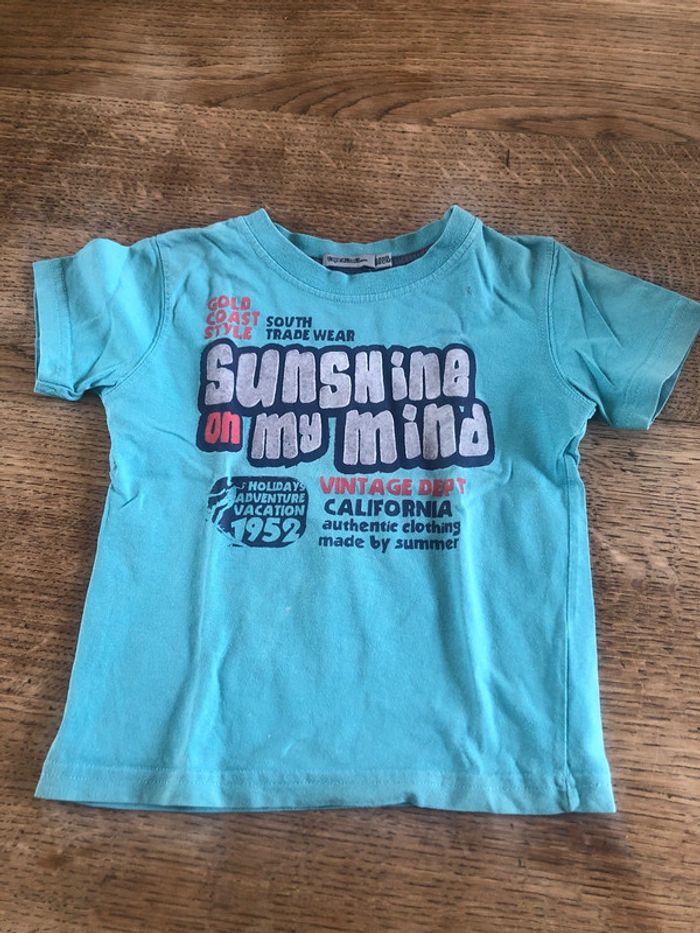 GOLD
COAST
STYLE
SOUTH
TRADE WEAR
SUNSHiNe
on my minD
HOLIDAYS
ADVENTURE
VACATION
1952
VINTAGE DEPT
CALIFORNIA
authentic clothing
made by summer